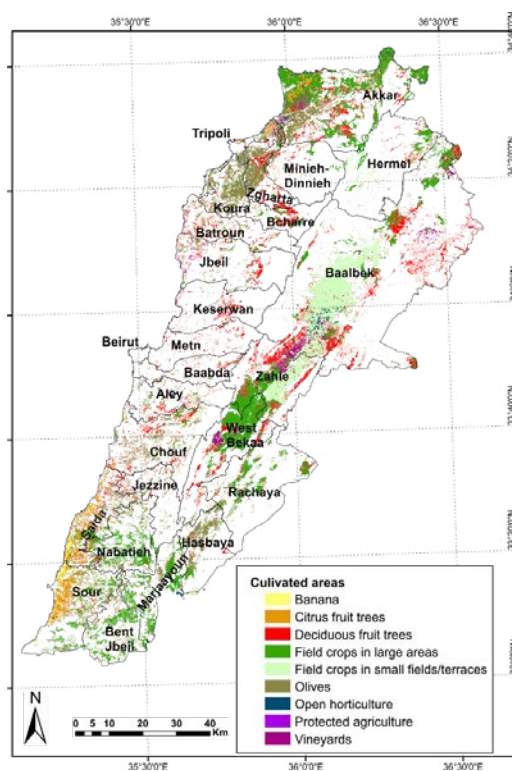 35°30'0"E 36°0'0"E 36°30'0"E
Akkar
Tripoli
Hermel
Minieh-
Dinnieh
Zgharta
Koura
Bcharre
Batroun
Jbeil
Baalbek
Keserwan
Beirut
Metn
Baabda
Zahle
Aley
West
Bekaa
Chouf
Jezzine
Rachaya
Saida
Hasbaya
Nabatieh
Marjaayoun
Sour
Bent
Jbeil
Culivated areas
Banana
Citrus fruit trees
Deciduous fruit trees
Field crops in large areas
Field crops in small fields/terraces
Olives
Open horticulture
Protected agriculture
Vineyards
N
0 5 10 20 30 40
Km
35°30'0"E 36°0'0"E 36°30'0"E